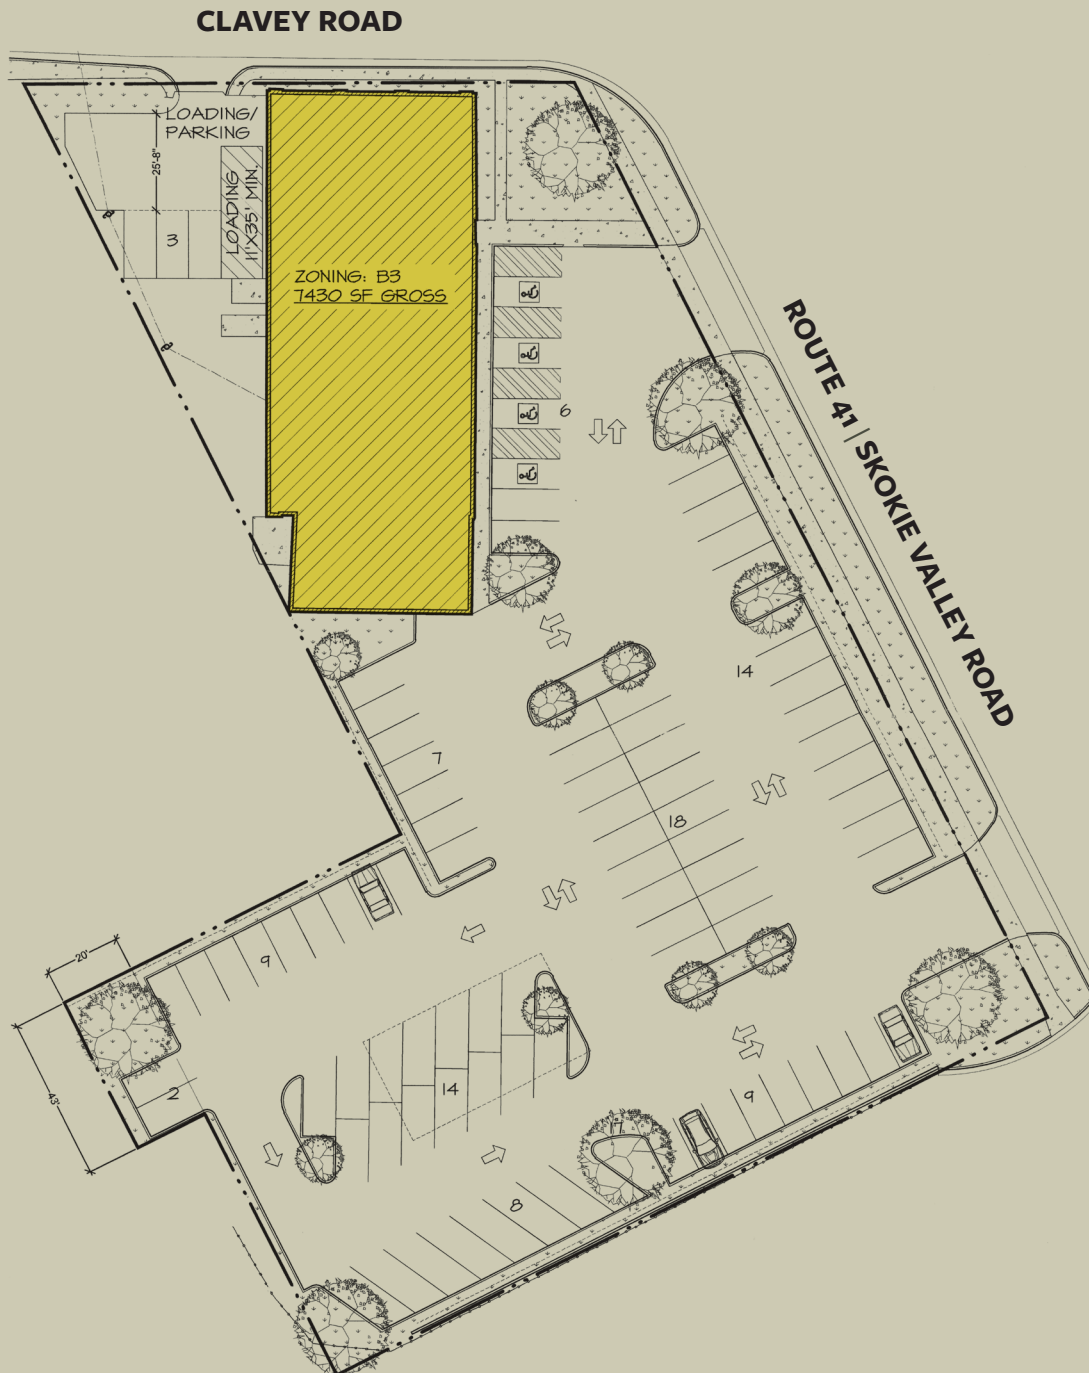 CLAVEY ROAD
LOADING/
PARKING
25'-8"
LOADING
11'X35' MIN.
3
ZONING: B3
7430 SF GROSS
6
ROUTE 41 | SKOKIE VALLEY ROAD
14
7
18
9
20'
43'
2
14
9
17
8